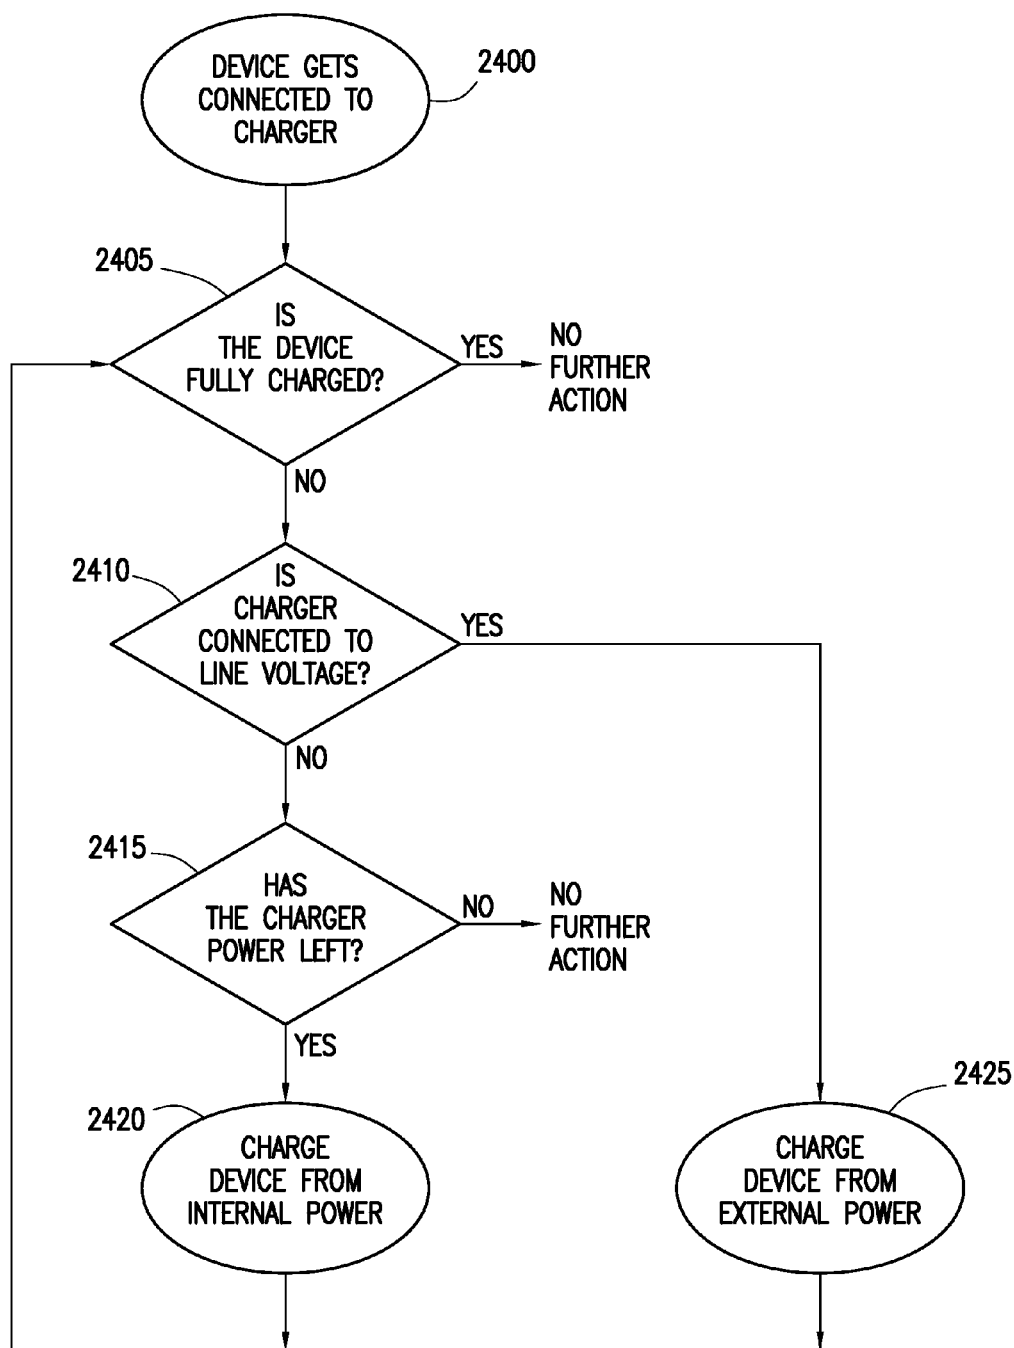 DEVICE GETS
CONNECTED TO
CHARGER
2400
2405
IS
THE DEVICE
FULLY CHARGED?
YES
NO
FURTHER
ACTION
NO
2410
IS
CHARGER
CONNECTED TO
LINE VOLTAGE?
YES
NO
2415
HAS
THE CHARGER
POWER LEFT?
NO
NO
FURTHER
ACTION
YES
2420
CHARGE
DEVICE FROM
INTERNAL POWER
2425
CHARGE
DEVICE FROM
EXTERNAL POWER